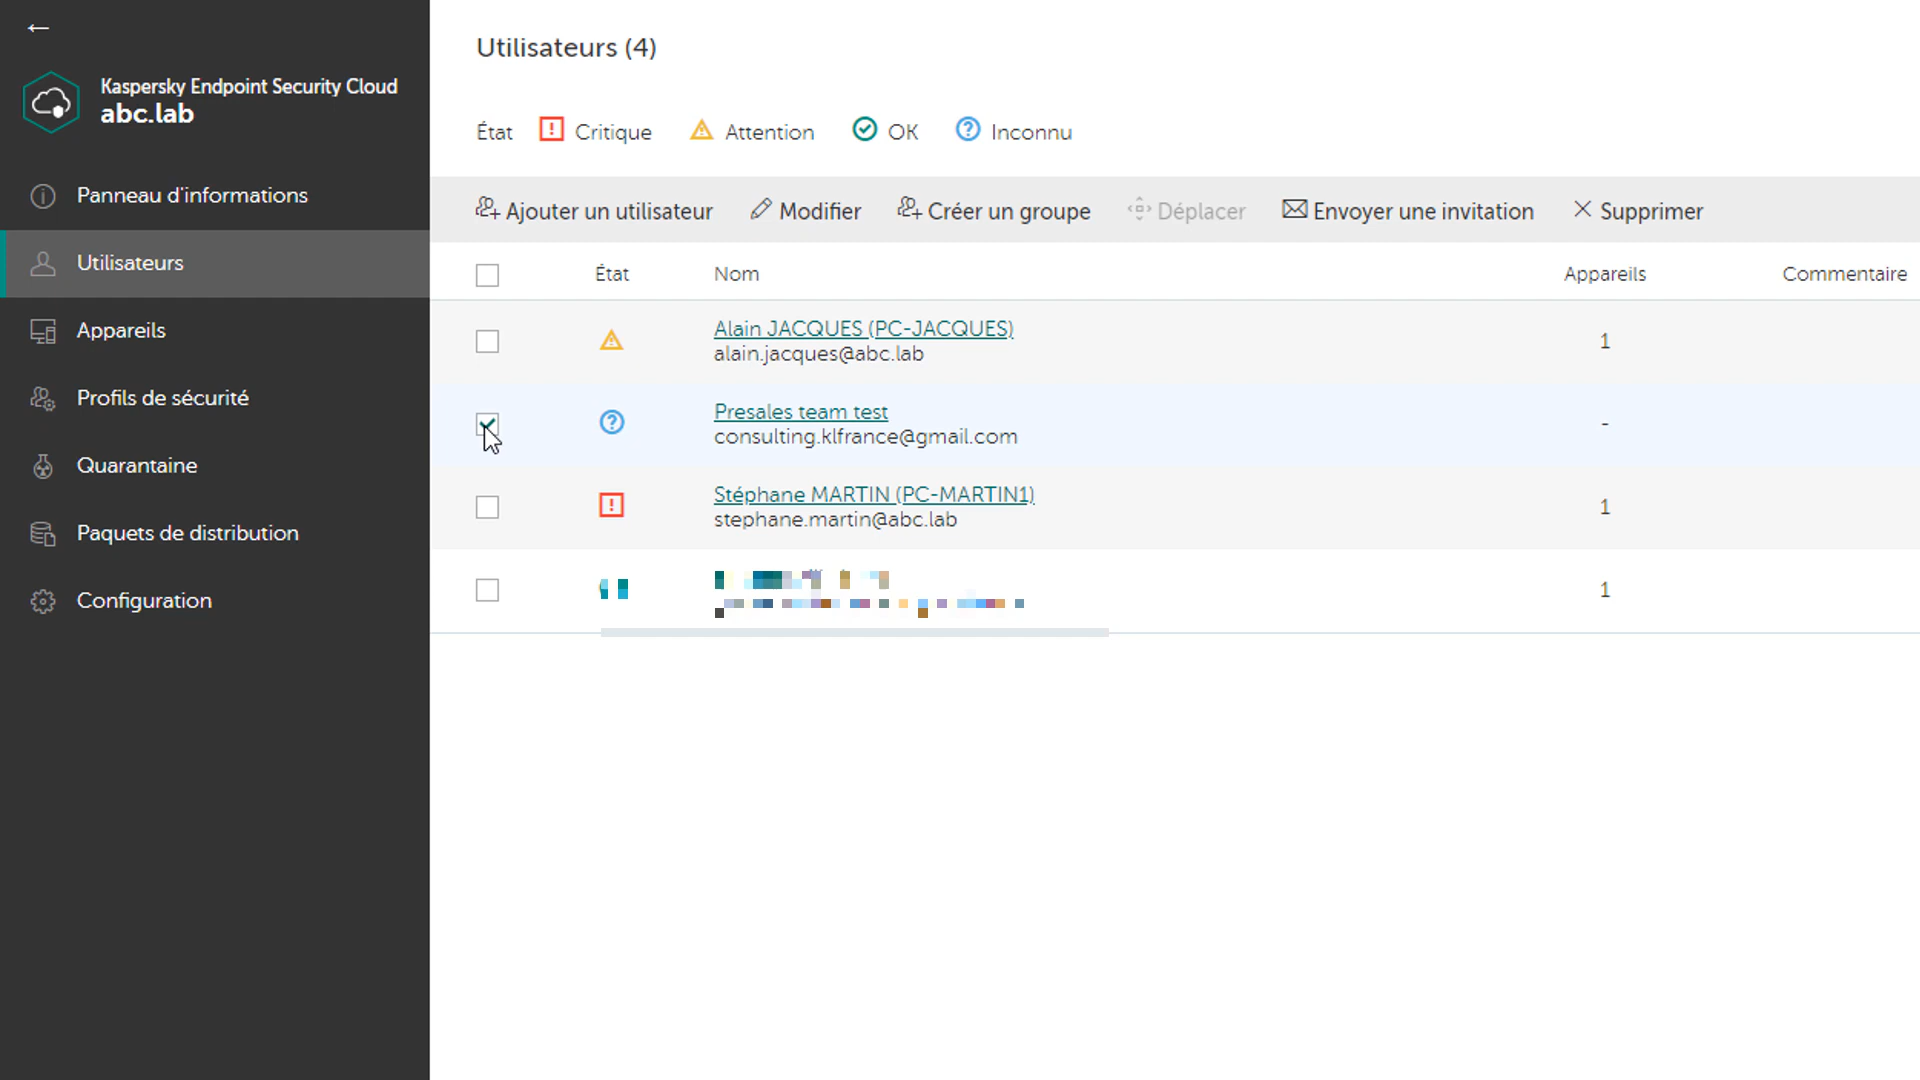 Kaspersky Endpoint Security Cloud
abc.lab
Panneau d'informations
Utilisateurs
Appareils
Profils de sécurité
Quarantaine
Paquets de distribution
Configuration
Utilisateurs (4)
État Critique Attention OK Inconnu
Ajouter un utilisateur Modifier Créer un groupe Déplacer Envoyer une invitation Supprimer
État Nom Appareils Commentaire
Alain JACQUES (PC-JACQUES)
alain.jacques@abc.lab
1
Presales team test
consulting.klfrance@gmail.com
-
Stéphane MARTIN (PC-MARTIN1)
stephane.martin@abc.lab
1
1